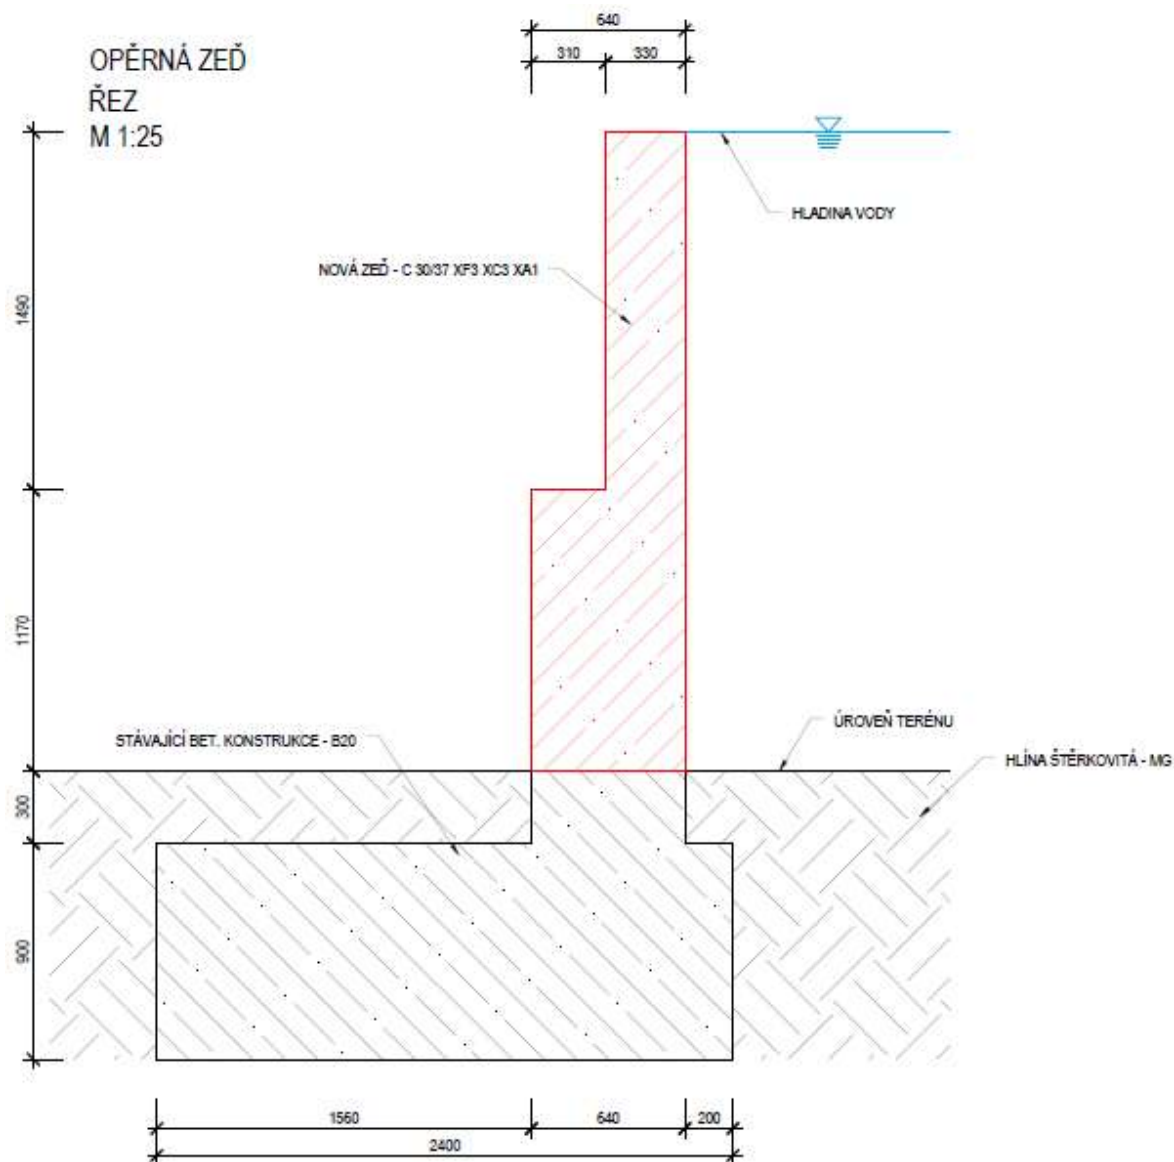 640
310
330
OPĚRNÁ ZEĎ
ŘEZ
M 1:25
HLADINA VODY
NOVÁ ZEĎ - C 30/37 XF3 XC3 XA1
1490
1170
ÚROVEŇ TERÉNU
STÁVAJÍCÍ BET. KONSTRUKCE - B20
HLÍNA ŠTĚRKOVITÁ - MG
300
900
1560
640
200
2400